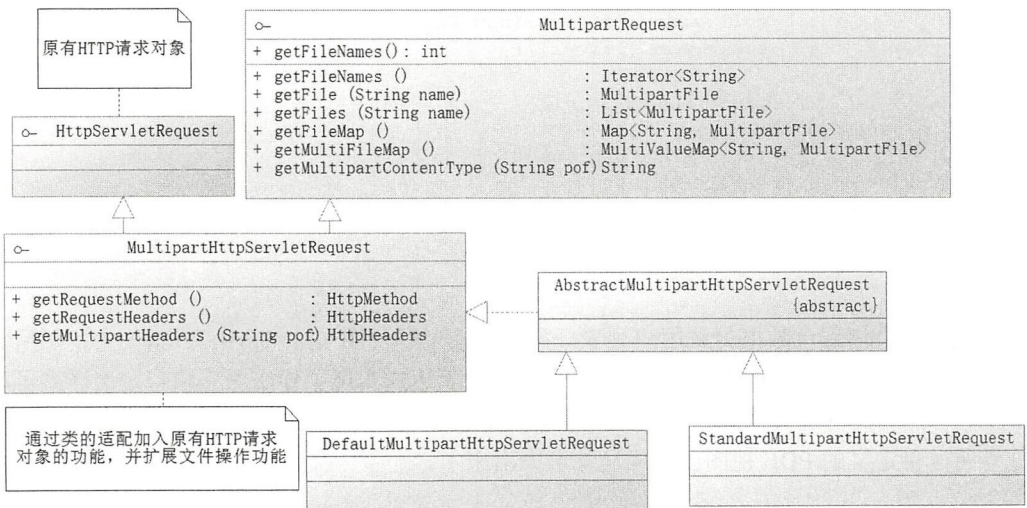 原有HTTP请求对象
MultipartRequest
+ getFileNames(): int
+ getFileNames () : Iterator<String>
+ getFile (String name) : MultipartFile
+ getFiles (String name) : List<MultipartFile>
+ getFileMap () : Map<String, MultipartFile>
+ getMultiFileMap () : MultiValueMap<String, MultipartFile>
+ getMultipartContentType (String pof) String
HttpServletRequest
MultipartHttpServletRequest
+ getRequestMethod () : HttpMethod
+ getRequestHeaders () : HttpHeaders
+ getMultipartHeaders (String pof) HttpHeaders
AbstractMultipartHttpServletRequest
{abstract}
通过类的适配加入原有HTTP请求
对象的功能，并扩展文件操作功能
DefaultMultipartHttpServletRequest
StandardMultipartHttpServletRequest